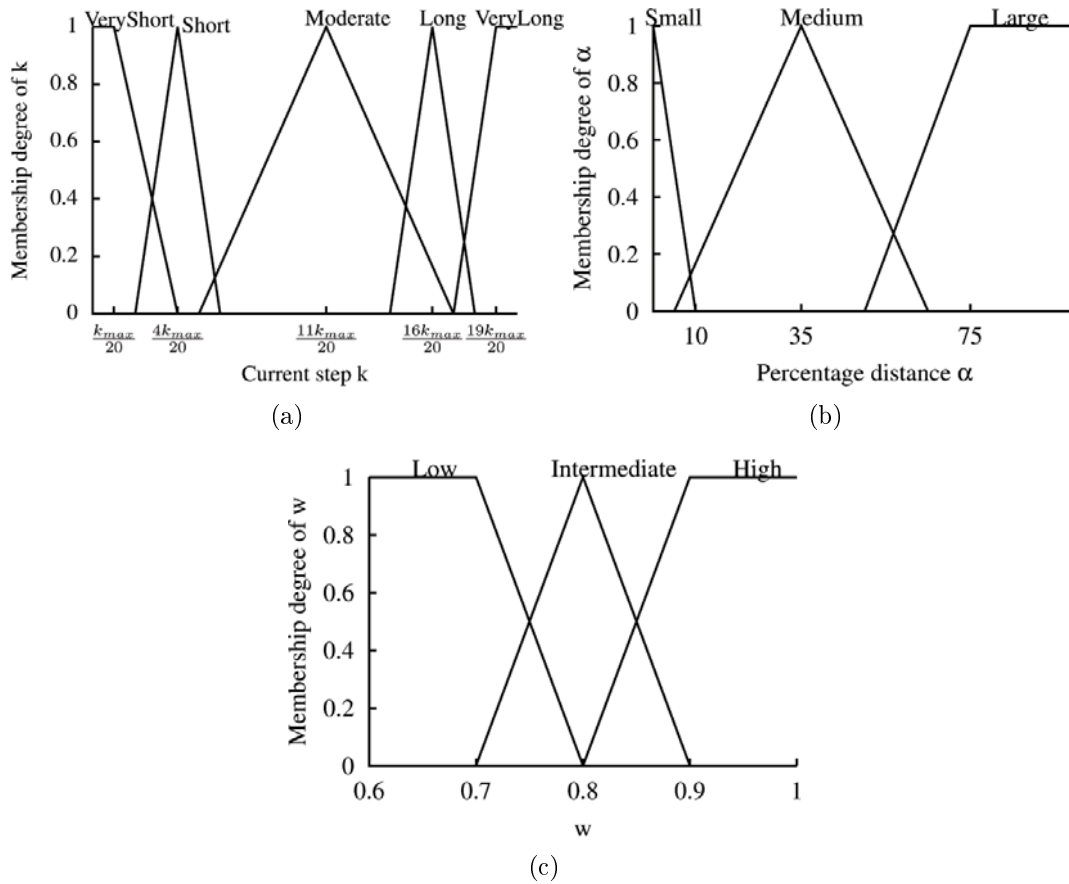 VeryShort Short Moderate Long VeryLong
1
0.8
0.6
0.4
0.2
0
Membership degree of k
k_max/20 4k_max/20 11k_max/20 16k_max/20 19k_max/20
Current step k
(a)
Small Medium Large
1
0.8
0.6
0.4
0.2
0
Membership degree of α
10 35 75
Percentage distance α
(b)
Low Intermediate High
1
0.8
0.6
0.4
0.2
0
Membership degree of w
0.6 0.7 0.8 0.9 1
w
(c)